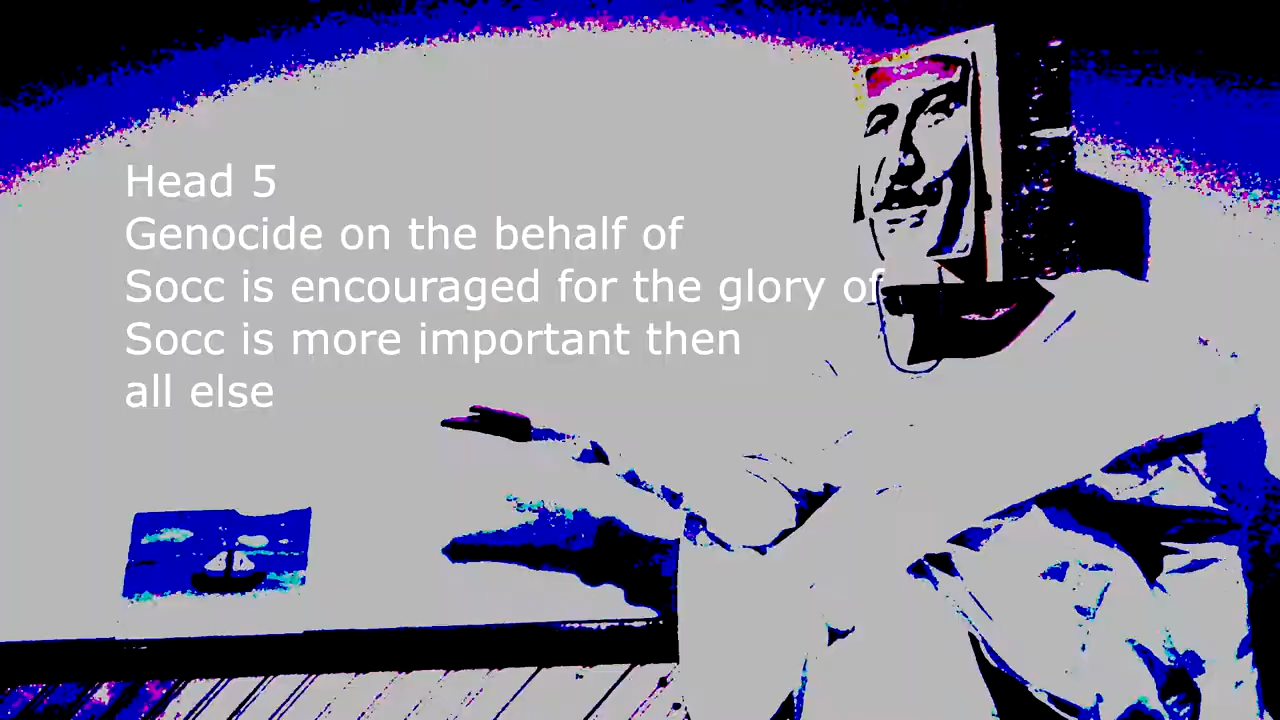 Head 5
Genocide on the behalf of
Socc is encouraged for the glory of
Socc is more important then
all else